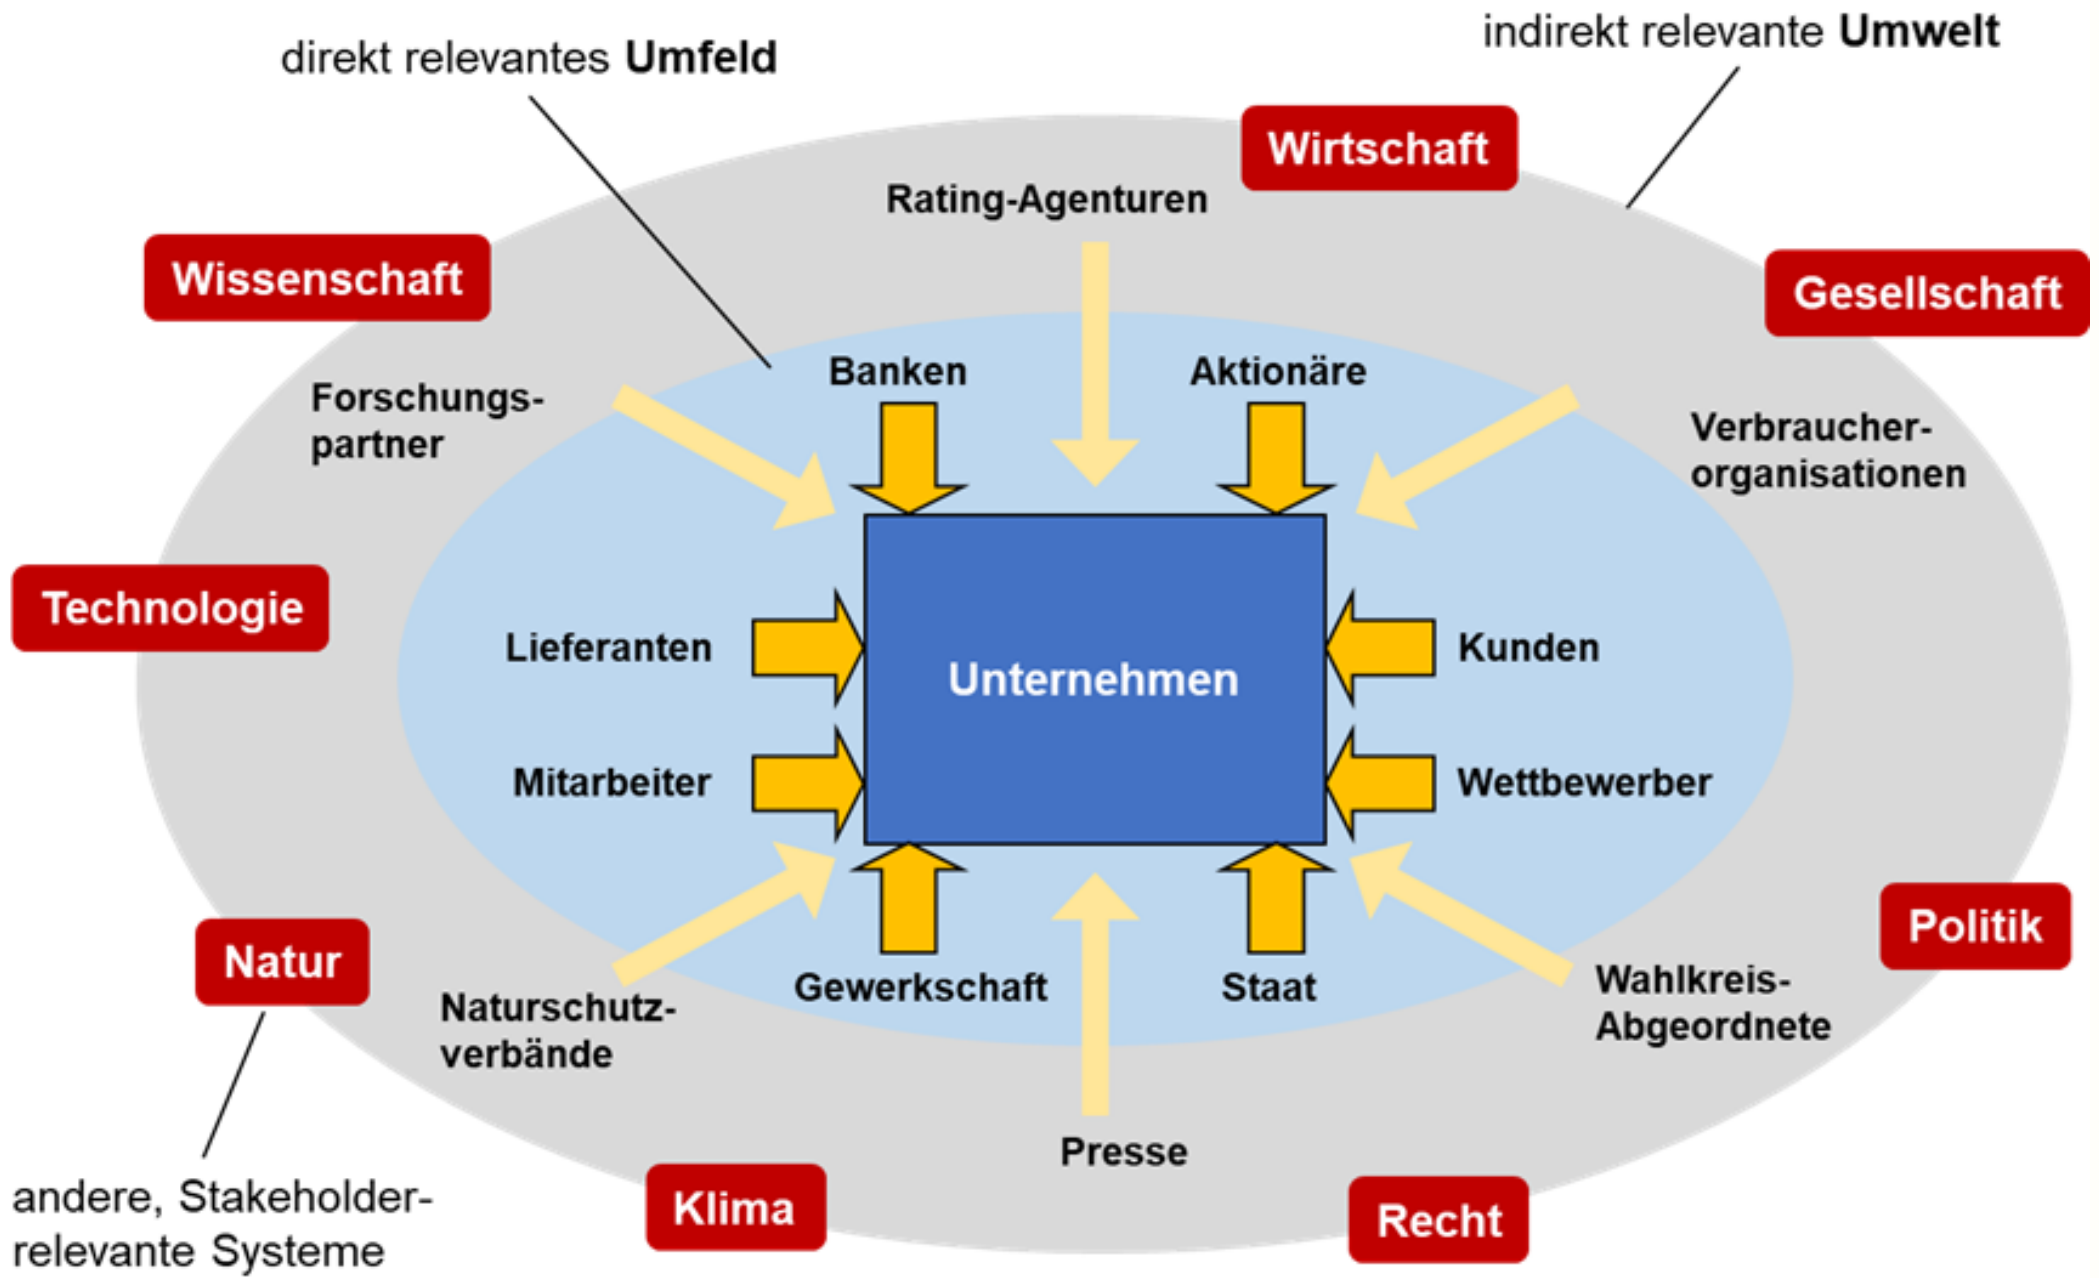 indirekt relevante Umwelt
direkt relevantes Umfeld
Wirtschaft
Rating-Agenturen
Wissenschaft
Gesellschaft
Banken
Aktionäre
Forschungs-
partner
Verbraucher-
organisationen
Technologie
Lieferanten
Kunden
Unternehmen
Mitarbeiter
Wettbewerber
Politik
Natur
Gewerkschaft
Staat
Naturschutz-
verbände
Wahlkreis-
Abgeordnete
Presse
andere, Stakeholder-
relevante Systeme
Klima
Recht